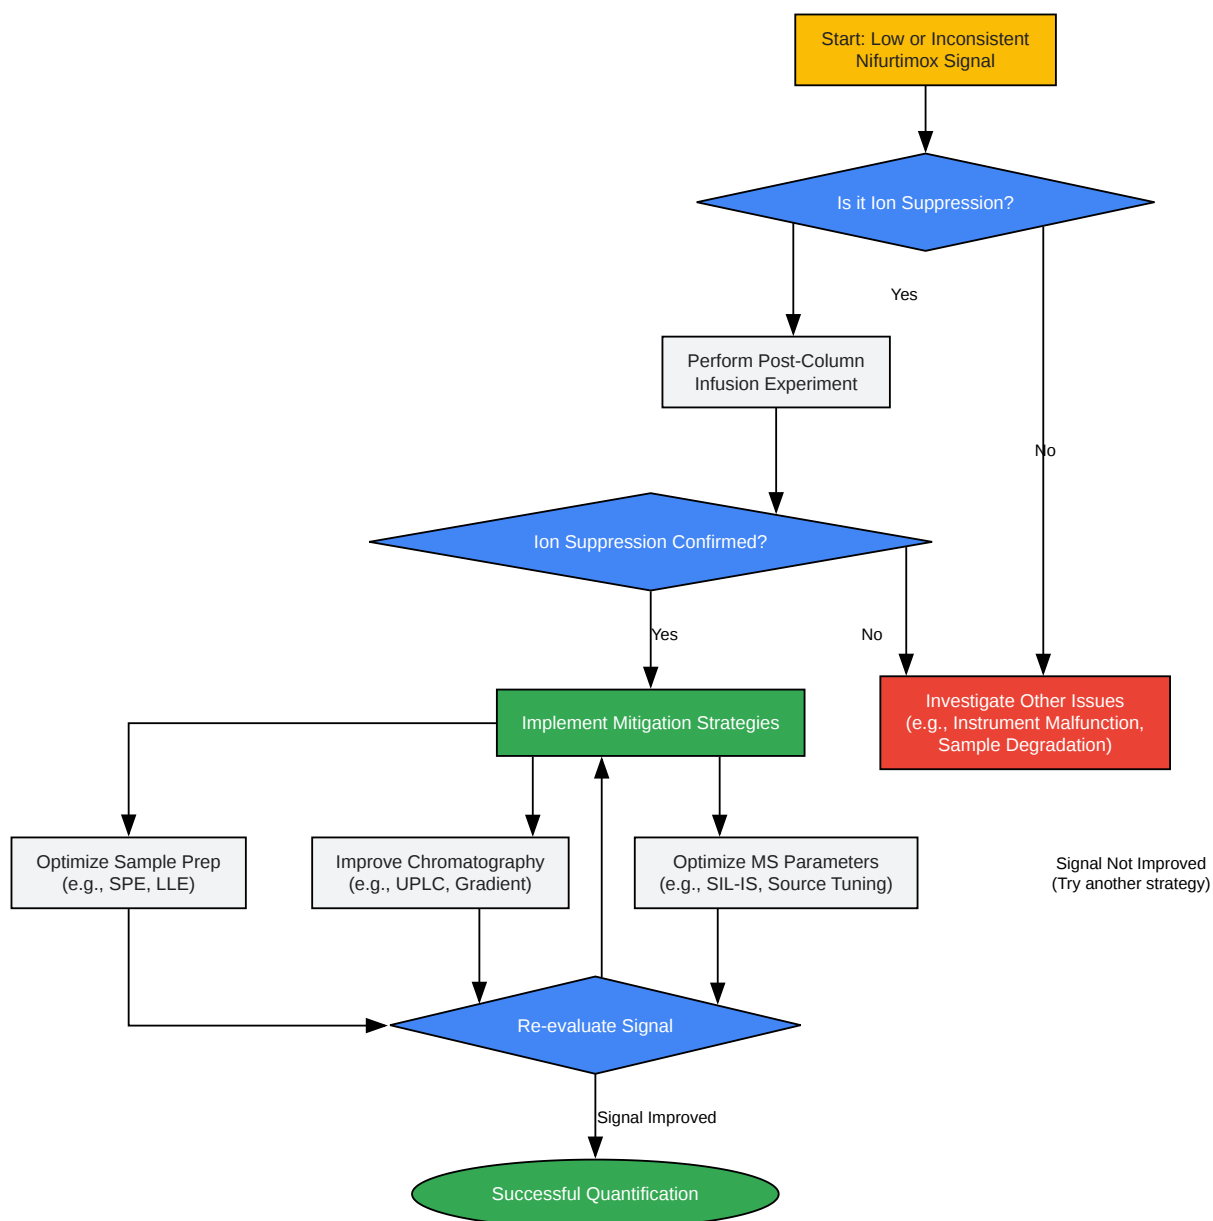 Start: Low or Inconsistent
Nifurtimox Signal
Is it Ion Suppression?
Yes
Perform Post-Column
Infusion Experiment
No
Ion Suppression Confirmed?
Yes
No
Implement Mitigation Strategies
Investigate Other Issues
(e.g., Instrument Malfunction,
Sample Degradation)
Optimize Sample Prep
(e.g., SPE, LLE)
Improve Chromatography
(e.g., UPLC, Gradient)
Optimize MS Parameters
(e.g., SIL-IS, Source Tuning)
Signal Not Improved
(Try another strategy)
Re-evaluate Signal
Signal Improved
Successful Quantification